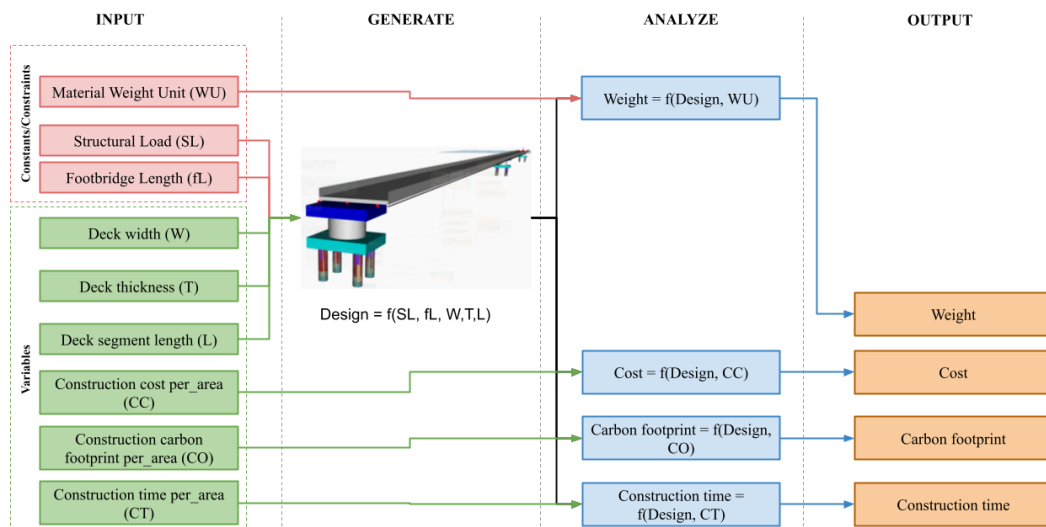 INPUT
GENERATE
ANALYZE
OUTPUT
Constants/Constraints
Material Weight Unit (WU)
Structural Load (SL)
Footbridge Length (fL)
Variables
Deck width (W)
Deck thickness (T)
Deck segment length (L)
Construction cost per_area
(CC)
Construction carbon
footprint per_area (CO)
Construction time per_area
(CT)
Design = f(SL, fL, W,T,L)
Weight = f(Design, WU)
Cost = f(Design, CC)
Carbon footprint = f(Design,
CO)
Construction time =
f(Design, CT)
Weight
Cost
Carbon footprint
Construction time